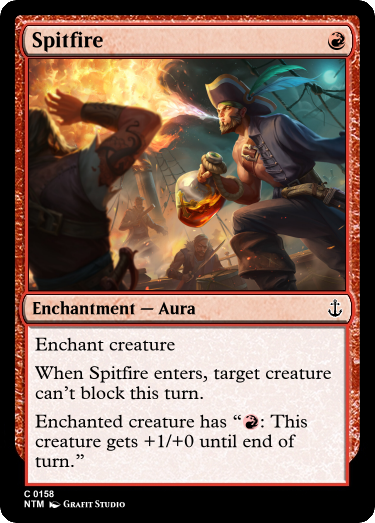 Spitfire
Enchantment — Aura
Enchant creature
When Spitfire enters, target creature
can't block this turn.
Enchanted creature has “: This
creature gets +1/+0 until end of
turn.”
C 0158
NTM Grafit Studio